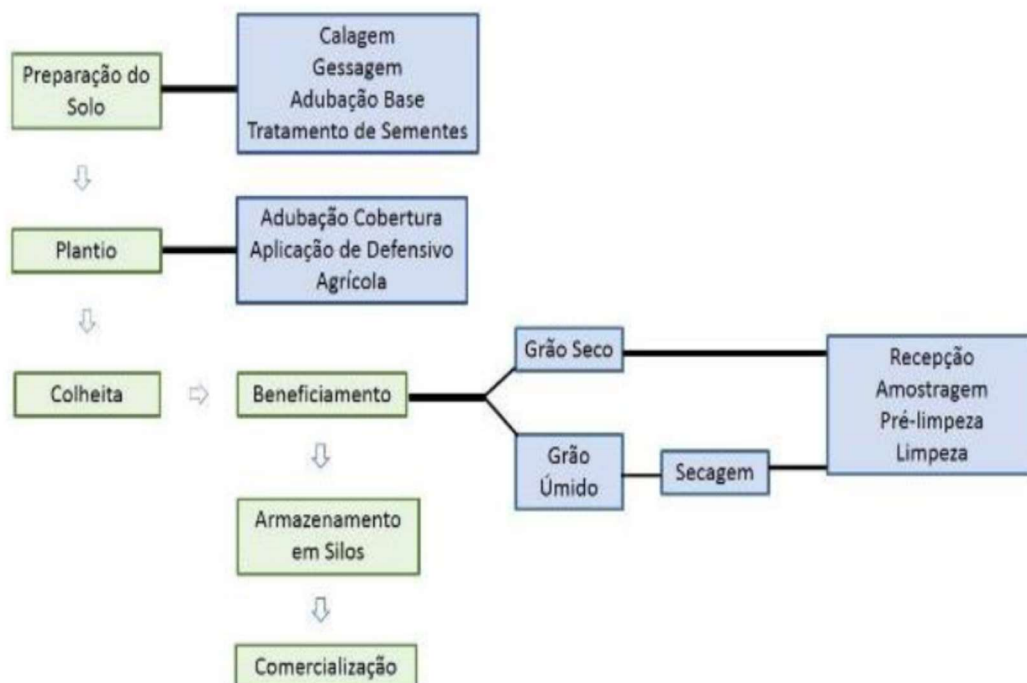 Preparação do
Solo
Calagem
Gessagem
Adubação Base
Tratamento de Sementes
Plantio
Adubação Cobertura
Aplicação de Defensivo
Agrícola
Colheita
Beneficiamento
Grão Seco
Grão
Úmido
Secagem
Recepção
Amostragem
Pré-limpeza
Limpeza
Armazenamento
em Silos
Comercialização